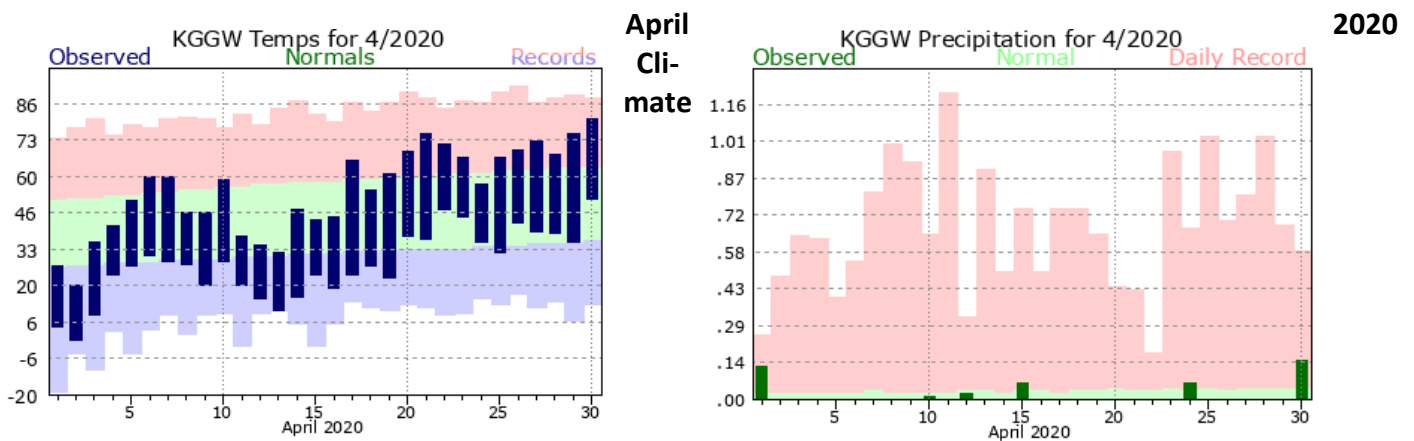 KGGW Temps for 4/2020
Observed Normals Records
86
73
60
46
33
20
6
-6
-20
5 10 15 20 25 30
April 2020
April 2020
Cli-
mate
KGGW Precipitation for 4/2020
Observed Normal Daily Record
1.16
1.01
.87
.72
.58
.43
.29
.14
.00
5 10 15 20 25 30
April 2020